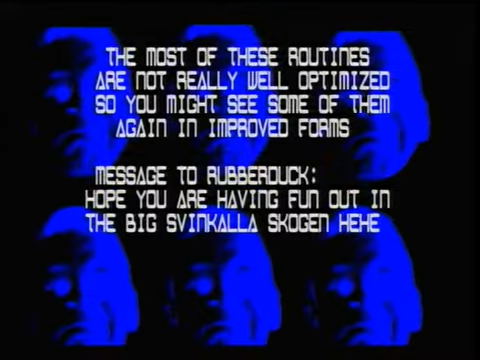 THE MOST OF THESE ROUTINES
ARE NOT REALLY WELL OPTIMIZED
SO YOU MIGHT SEE SOME OF THEM
AGAIN IN IMPROVED FORMS
MESSAGE TO RUBBERDUCK:
HOPE YOU ARE HAVING FUN OUT IN
THE BIG SVINKALLA SKOGEN HEHE